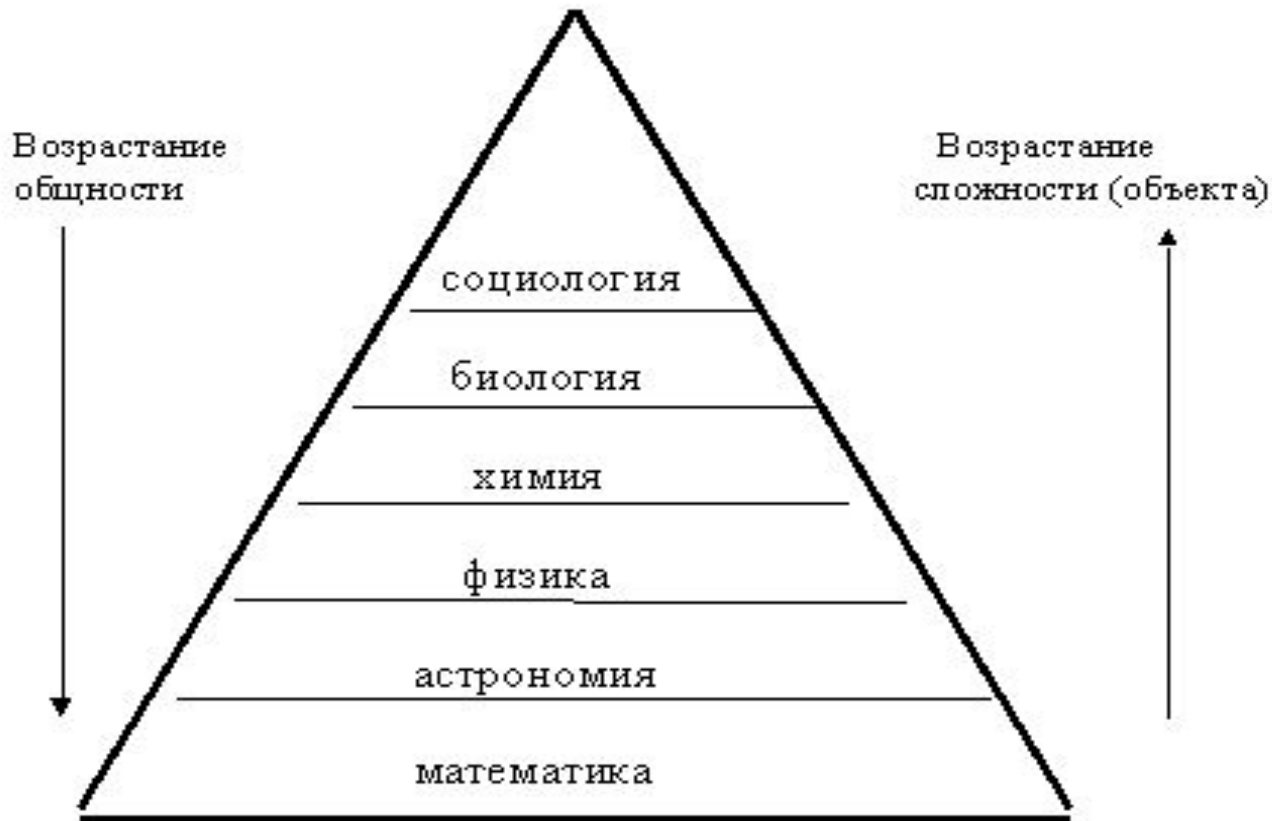 Возрастание
общности
Возрастание
сложности (объекта)
социология
биология
химия
физика
астрономия
математика